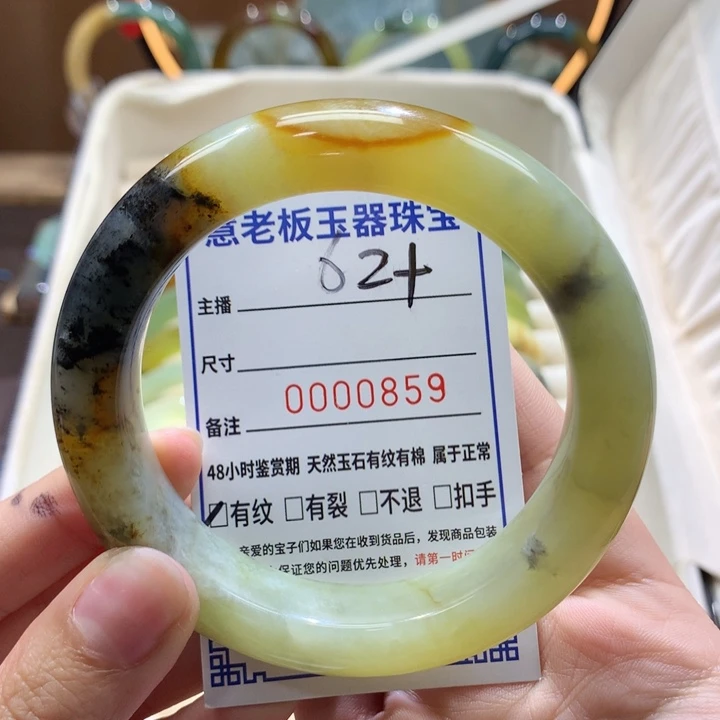 意老板玉器珠宝
62+
主播
尺寸
0000859
备注
48小时鉴赏期 天然玉石有纹有棉 属于正常
☑有纹 □有裂 □不退 □扣手
亲爱的宝子们如果您在收到货品后，发现商品包装
保证您的问题优先处理，请第一时间